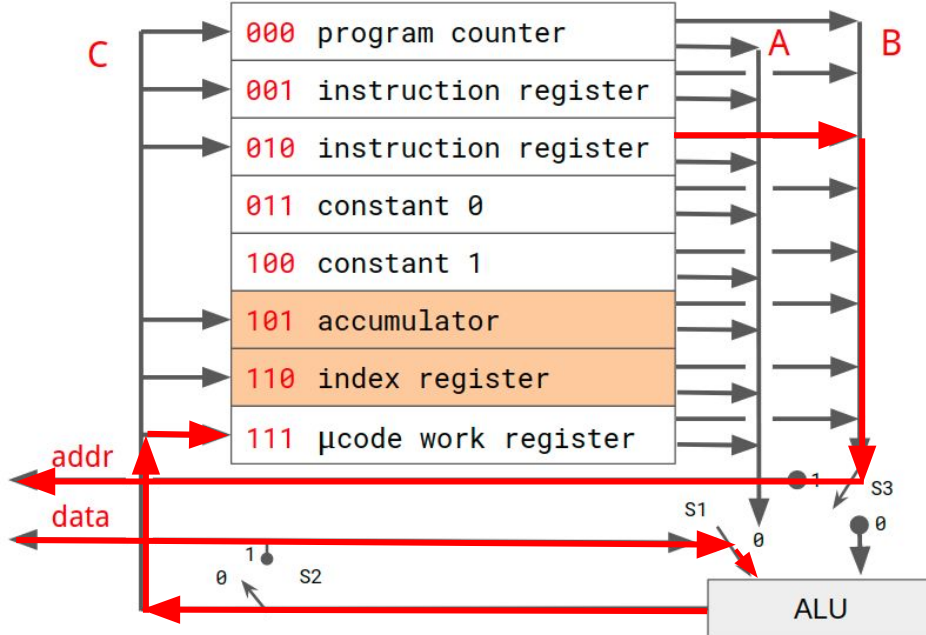 C
000 program counter
A
B
001 instruction register
010 instruction register
011 constant 0
100 constant 1
101 accumulator
110 index register
111 μcode work register
addr
1
S3
data
S1
0
0
1
0
S2
ALU